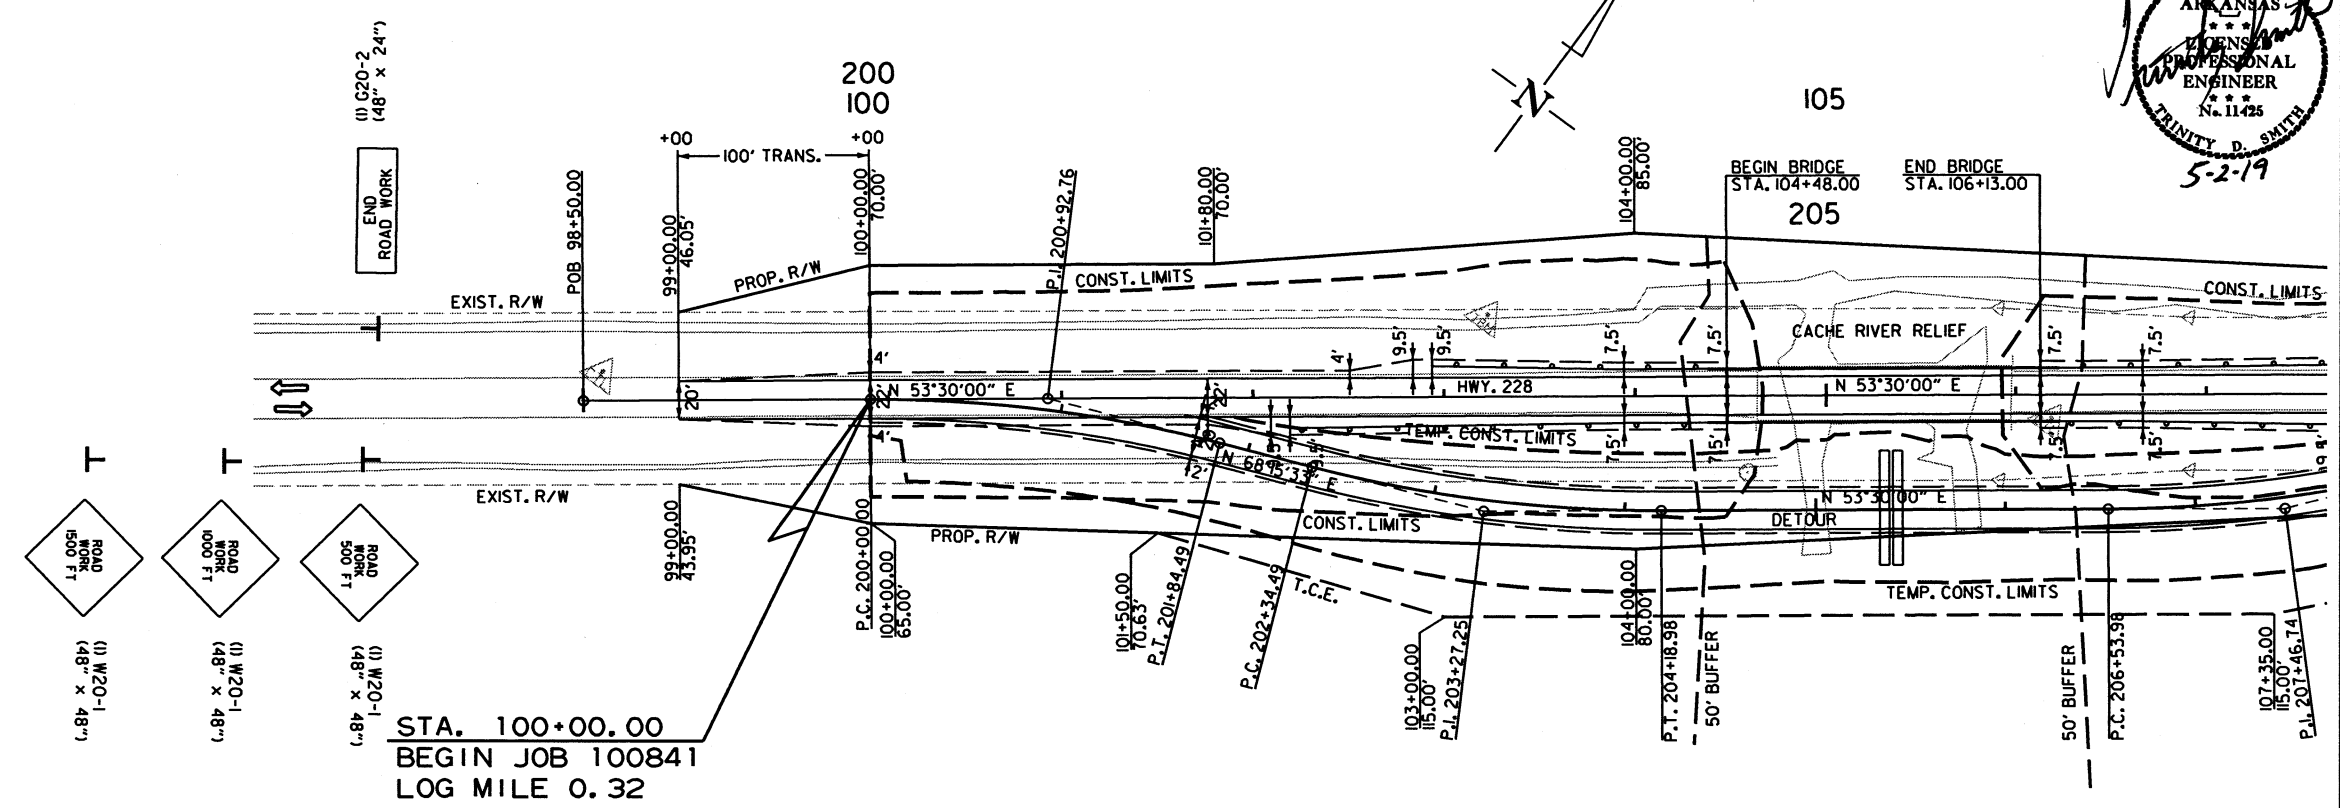 (1) G20-2
(48" x 24")
END
ROAD WORK
200
100
+00
+00
100' TRANS.
105
205
BEGIN BRIDGE
STA. 104+48.00
END BRIDGE
STA. 106+13.00
ARKANSAS
★ ★ ★
LICENSED
PROFESSIONAL
ENGINEER
★ ★ ★
No. 11425
TRINITY D. SMITH
5-2-19
N
POB 98+50.00
99+00.00
46.05'
100+00.00
70.00'
P.I. 200+92.76
101+80.00
70.00'
104+00.00
85.00'
EXIST. R/W
PROP. R/W
CONST. LIMITS
CONST. LIMITS
CACHE RIVER RELIEF
4'
4'
9.5'
9.5'
7.5'
7.5'
7.5'
7.5'
20'
22'
N 53°30'00" E
22'
HWY. 228
N 53°30'00" E
4'
TEMP. CONST. LIMITS
7.5'
7.5'
7.5'
7.5'
2'
N 53°30'00" E
EXIST. R/W
CONST. LIMITS
DETOUR
PROP. R/W
T.C.E.
TEMP. CONST. LIMITS
99+00.00
43.95'
P.C. 200+00.00
100+00.00
65.00'
101+50.00
70.63'
P.T. 201+84.49
P.C. 202+34.49
103+00.00
115.00'
P.I. 203+27.25
104+00.00
80.00'
P.T. 204+18.98
50' BUFFER
50' BUFFER
P.C. 206+53.98
107+35.00
115.00'
P.I. 207+46.74
ROAD
WORK
1500 FT
ROAD
WORK
1000 FT
ROAD
WORK
500 FT
(1) W20-1
(48" x 48")
(1) W20-1
(48" x 48")
(1) W20-1
(48" x 48")
STA. 100+00.00
BEGIN JOB 100841
LOG MILE 0.32